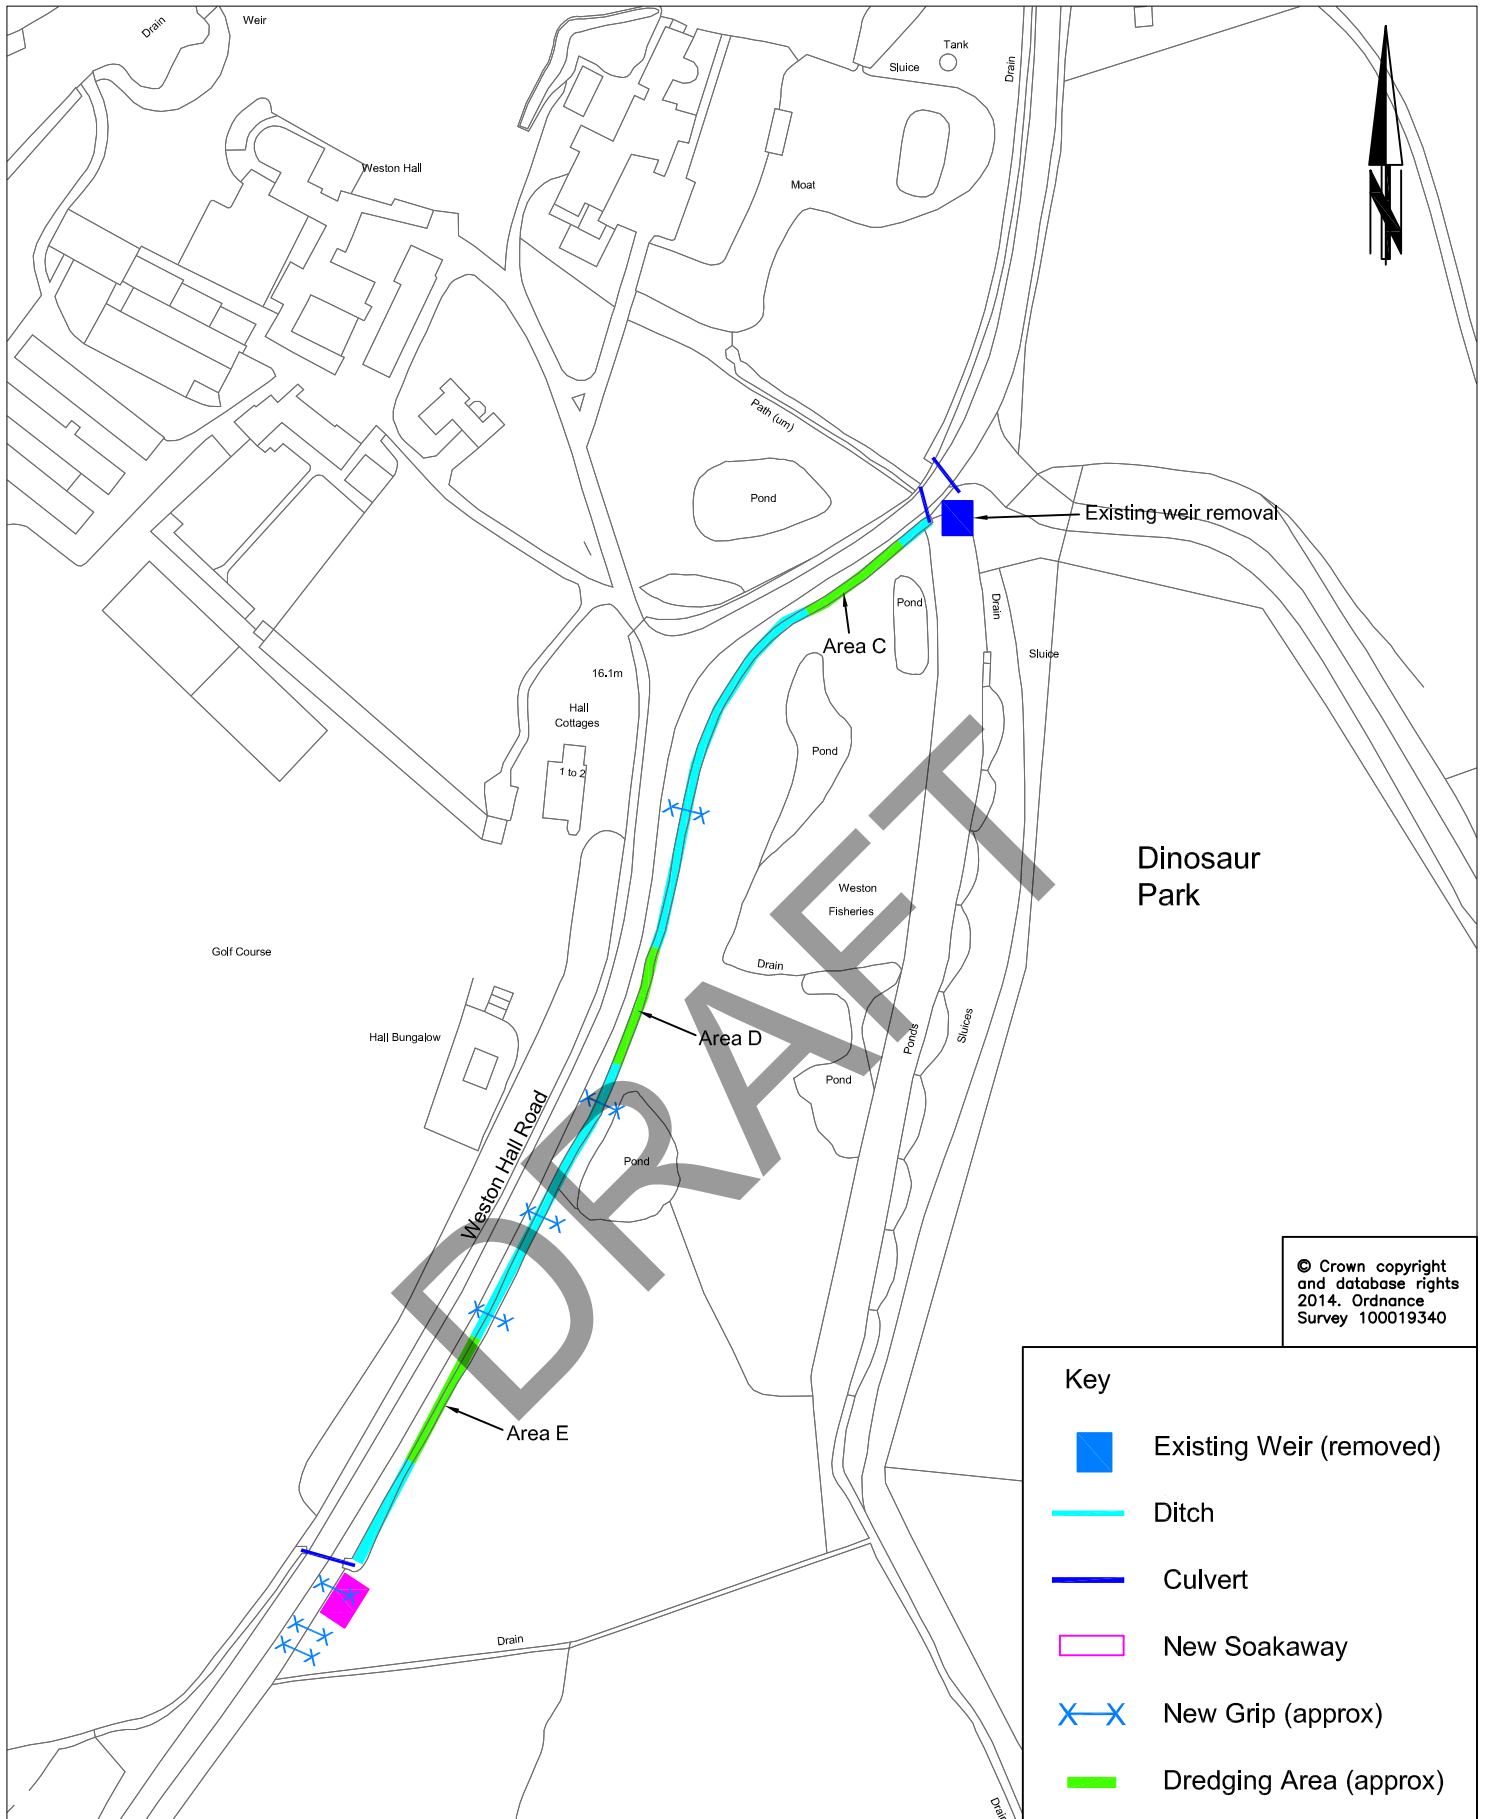 Drain
Weir
Tank
Sluice
Drain
Weston Hall
Moat
N
Path (um)
Pond
Existing weir removal
Pond
Drain
Area C
Sluice
16.1m
Hall
Cottages
1 to 2
Pond
Dinosaur
Park
Weston
Fisheries
Golf Course
Drain
Hall Bungalow
Area D
Ponds
Sluices
Pond
Weston Hall Road
Pond
DRAFT
Area E
Drain
Drain
© Crown copyright
and database rights
2014. Ordnance
Survey 100019340
Key
Existing Weir (removed)
Ditch
Culvert
New Soakaway
New Grip (approx)
Dredging Area (approx)